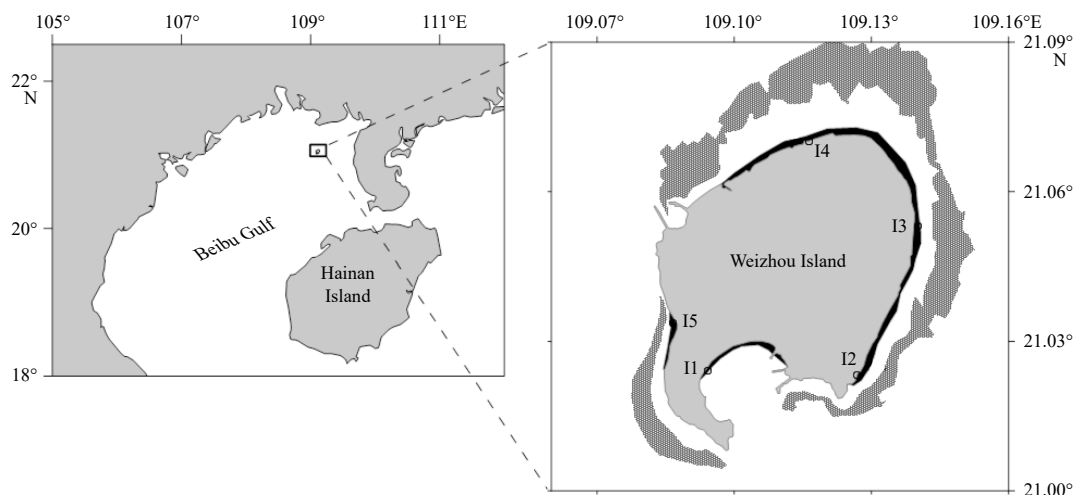 105° 107° 109° 111°E
22°
N
20°
18°
Beibu Gulf
Hainan
Island
109.07° 109.10° 109.13° 109.16°E
21.09°
N
21.06°
21.03°
21.00°
I4
I3
Weizhou Island
I5
I2
I1